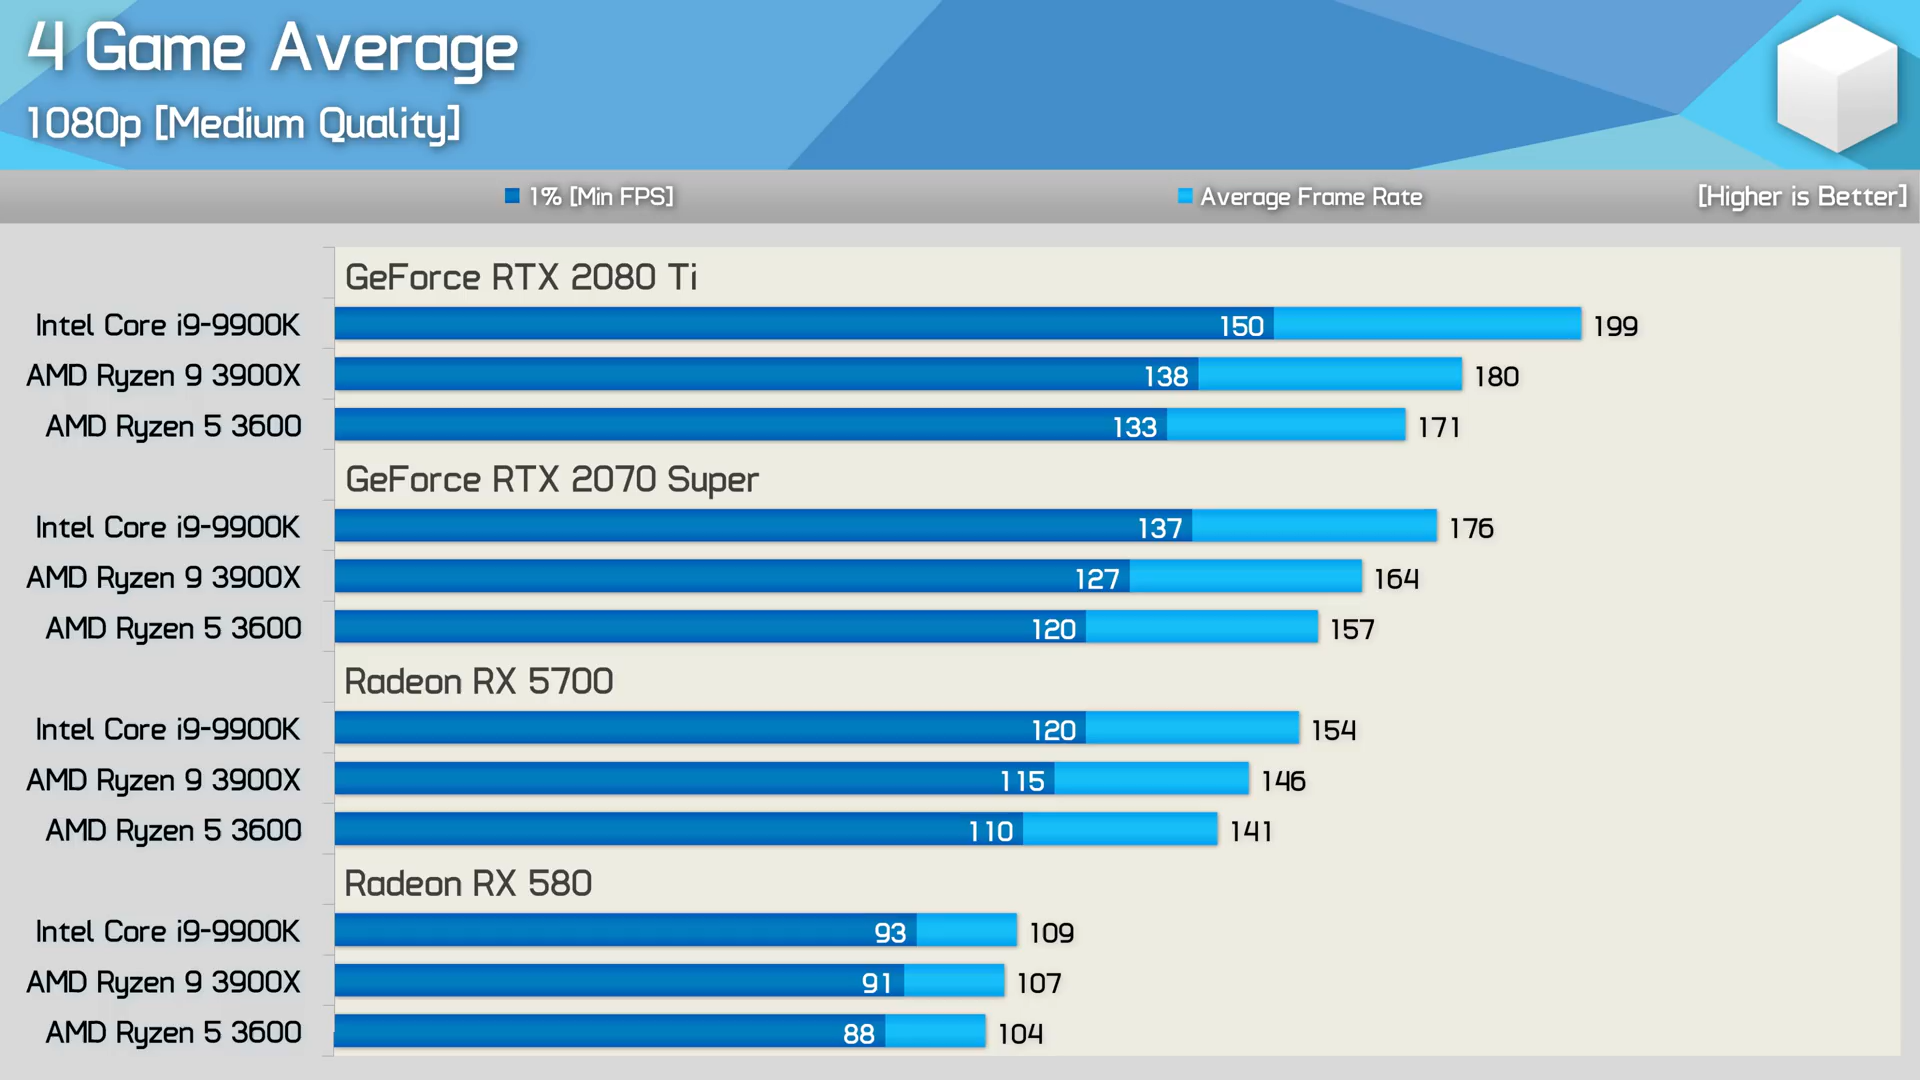 4 Game Average
1080p [Medium Quality]
1% [Min FPS] Average Frame Rate [Higher is Better]
GeForce RTX 2080 Ti
Intel Core i9-9900K 150 199
AMD Ryzen 9 3900X 138 180
AMD Ryzen 5 3600 133 171
GeForce RTX 2070 Super
Intel Core i9-9900K 137 176
AMD Ryzen 9 3900X 127 164
AMD Ryzen 5 3600 120 157
Radeon RX 5700
Intel Core i9-9900K 120 154
AMD Ryzen 9 3900X 115 146
AMD Ryzen 5 3600 110 141
Radeon RX 580
Intel Core i9-9900K 93 109
AMD Ryzen 9 3900X 91 107
AMD Ryzen 5 3600 88 104